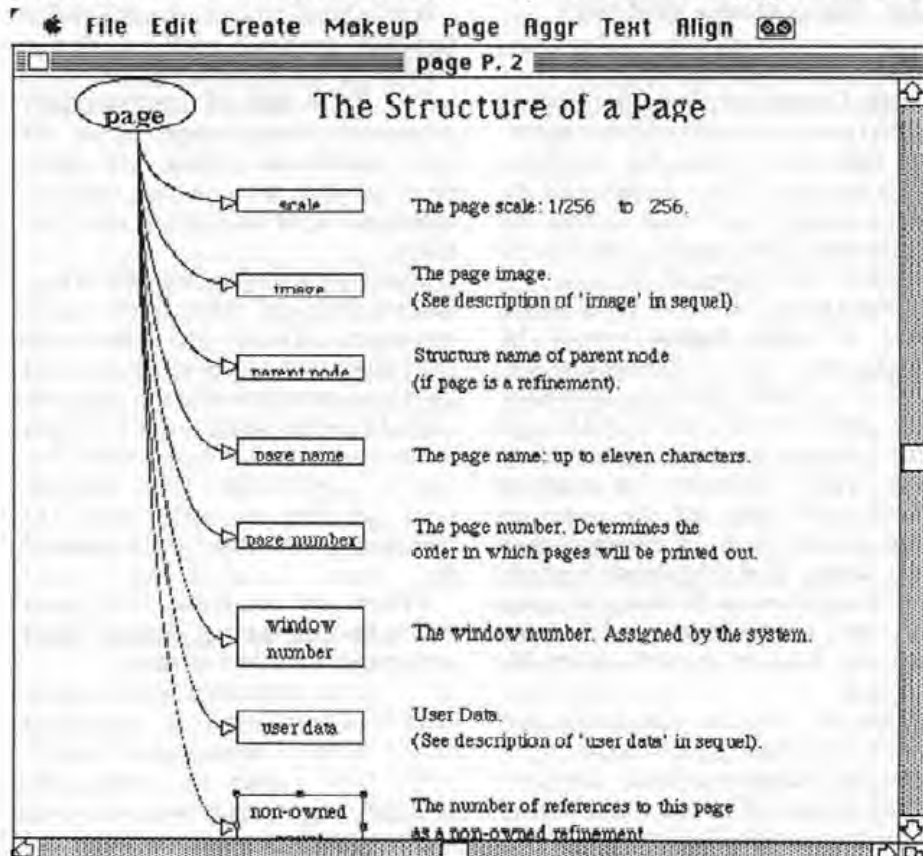 File Edit Create Makeup Page Aggr Text Align
page P. 2
page
The Structure of a Page
scale
The page scale: 1/256 to 256.
image
The page image.
(See description of 'image' in sequel).
parent node
Structure name of parent node
(if page is a refinement).
page name
The page name: up to eleven characters.
page number
The page number. Determines the
order in which pages will be printed out.
window
number
The window number. Assigned by the system.
user data
User Data.
(See description of 'user data' in sequel).
non-owned
count
The number of references to this page
as a non-owned refinement